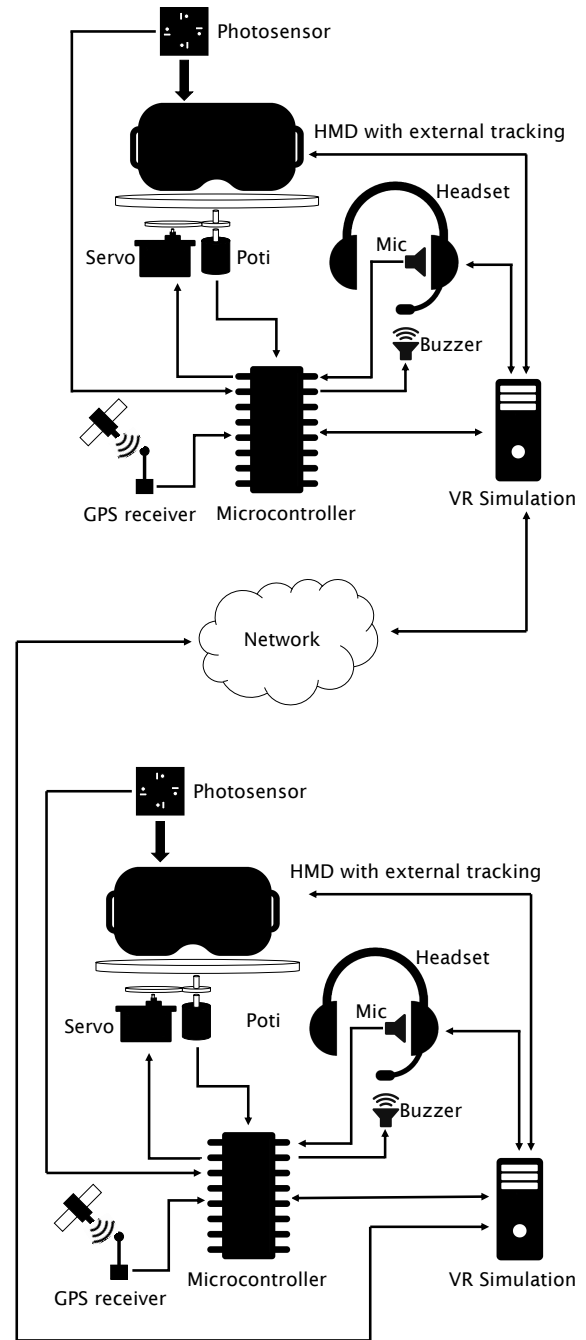 Photosensor
HMD with external tracking
Headset
Mic
Servo
Poti
Buzzer
GPS receiver
Microcontroller
VR Simulation
Network
Photosensor
HMD with external tracking
Headset
Mic
Servo
Poti
Buzzer
Microcontroller
VR Simulation
GPS receiver